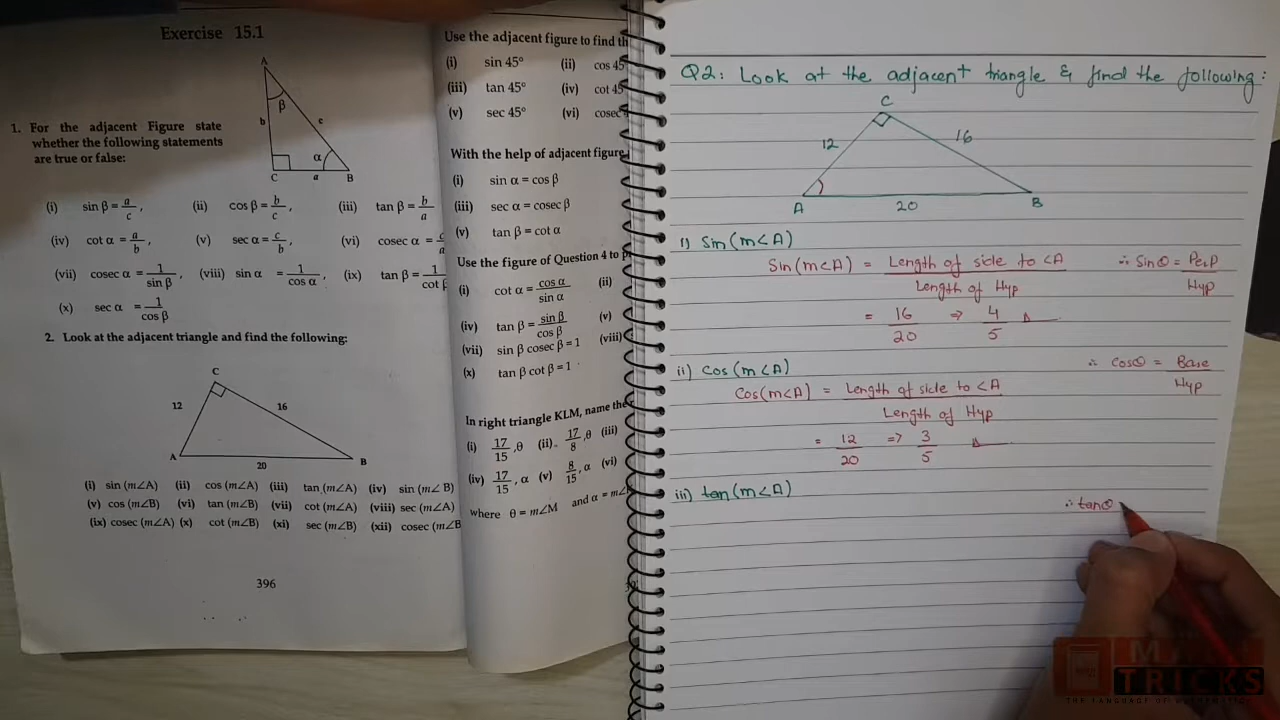 Exercise 15.1
A
β
b
c
α
C
a
B
1. For the adjacent Figure state
whether the following statements
are true or false:
(i) sin β = a/c , (ii) cos β = b/c , (iii) tan β = b/a
(iv) cot α = a/b , (v) sec α = c/b , (vi) cosec α =
(vii) cosec α = 1/sin β , (viii) sin α = 1/cos α , (ix) tan β = 1/cot β
(x) sec α = 1/cos β
2. Look at the adjacent triangle and find the following:
C
12
16
A
20
B
(i) sin (m∠A) (ii) cos (m∠A) (iii) tan (m∠A) (iv) sin (m∠B)
(v) cos (m∠B) (vi) tan (m∠B) (vii) cot (m∠A) (viii) sec (m∠A)
(ix) cosec (m∠A) (x) cot (m∠B) (xi) sec (m∠B) (xii) cosec (m∠B
396
Use the adjacent figure to find th
(i) sin 45° (ii) cos 45
(iii) tan 45° (iv) cot 45
(v) sec 45° (vi) cosec
With the help of adjacent figure
(i) sin α = cos β
(iii) sec α = cosec β
(v) tan β = cot α
Use the figure of Question 4 to p
(i) cot α = cos α/sin α (ii)
(iv) tan β = sin β/cos β (v)
(vii) sin β cosec β = 1 (viii)
(x) tan β cot β = 1
In right triangle KLM, name the
(i) 17/15 , θ (ii) 17/8 , θ (iii)
(iv) 17/15 , α (v) 8/15 , α (vi)
where θ = m∠M and α = m∠
Q2: Look at the adjacent triangle & find the following:
C
12
16
A
20
B
i) Sin(m∠A)
Sin(m∠A) = Length of side to ∠A / Length of Hyp ∴ Sinθ = Perp/Hyp
= 16/20 ⇒ 4/5
ii) Cos(m∠A) ∴ Cosθ = Base/Hyp
Cos(m∠A) = Length of side to ∠A / Length of Hyp
= 12/20 ⇒ 3/5
iii) tan(m∠A)
∴ tanθ
TRICKS